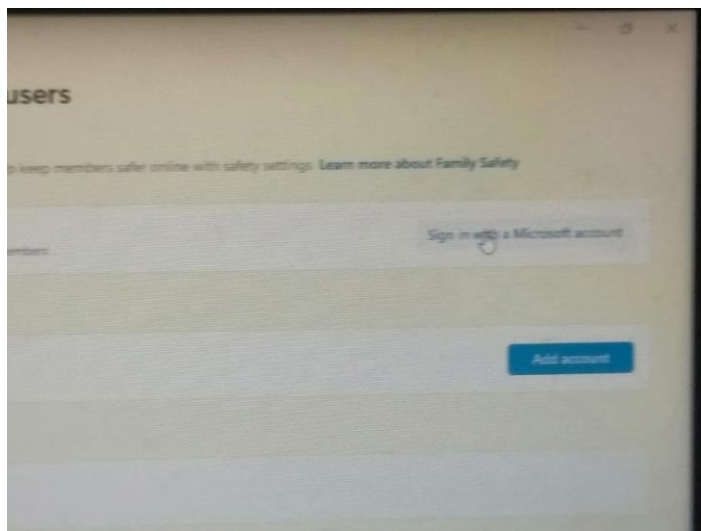 users
o keep members safer online with safety settings. Learn more about Family Safety
Sign in with a Microsoft account
embers
Add account